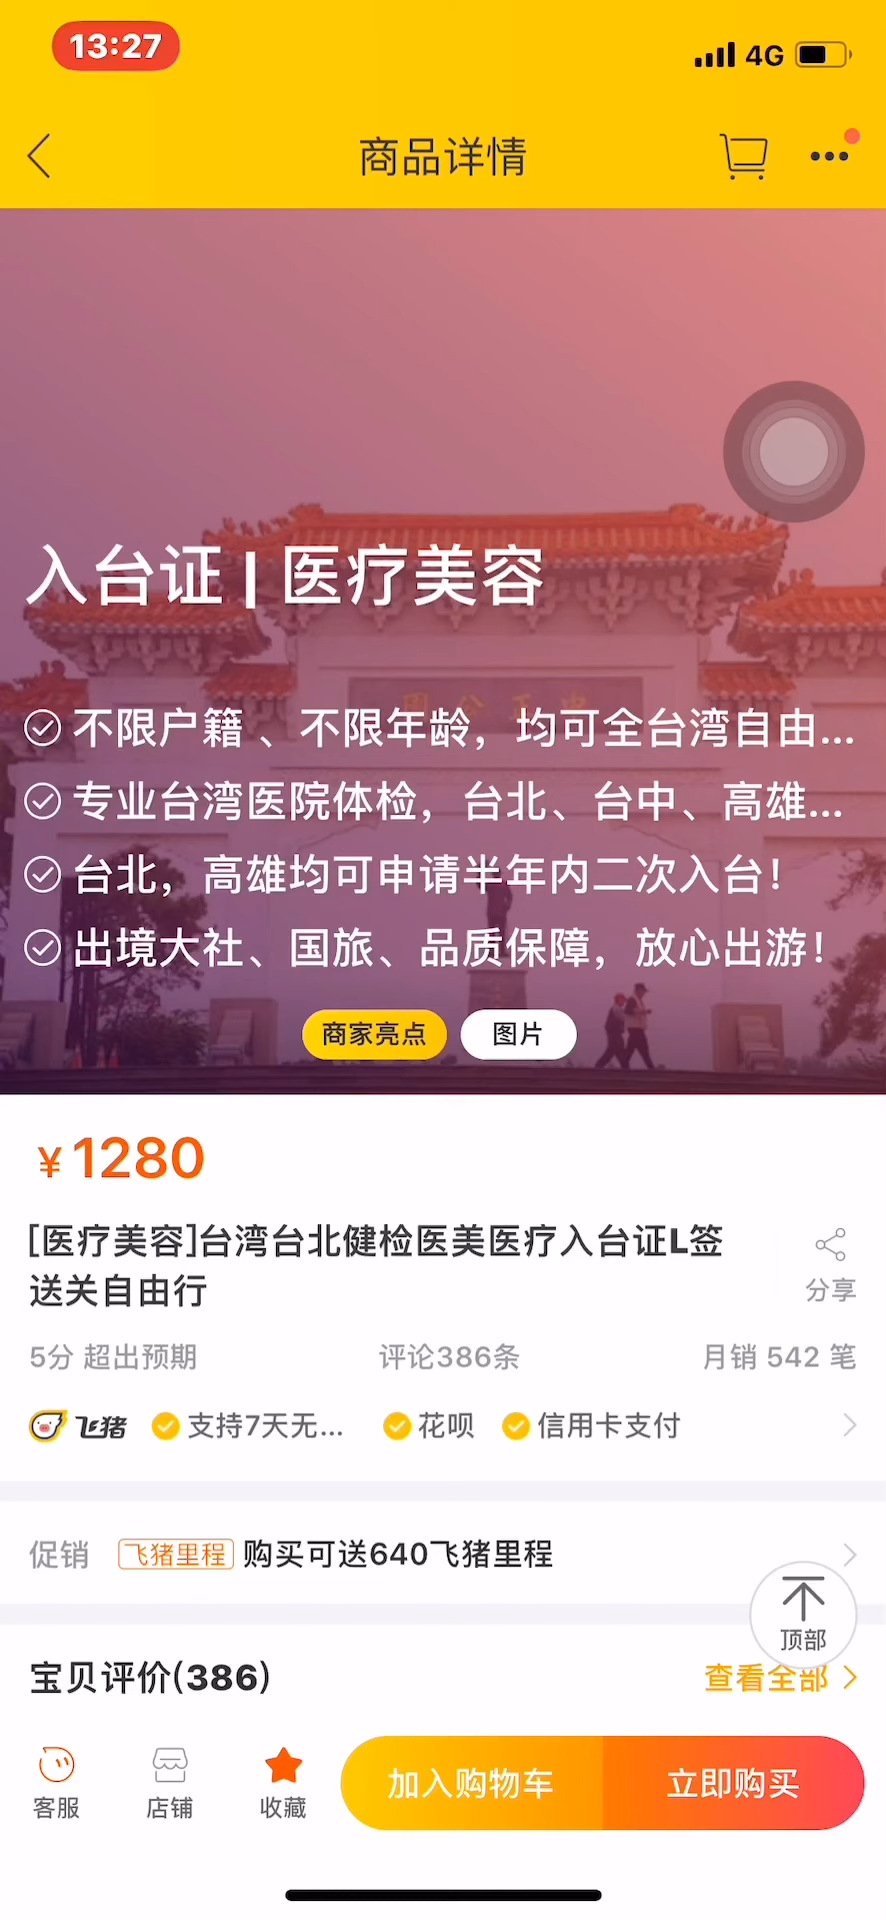 13:27
4G
商品详情
入台证 | 医疗美容
不限户籍 、不限年龄，均可全台湾自由...
专业台湾医院体检，台北、台中、高雄...
台北，高雄均可申请半年内二次入台！
出境大社、国旅、品质保障，放心出游！
商家亮点
图片
¥1280
[医疗美容]台湾台北健检医美医疗入台证L签
送关自由行
分享
5分 超出预期
评论386条
月销 542 笔
飞猪
支持7天无...
花呗
信用卡支付
促销
飞猪里程
购买可送640飞猪里程
顶部
宝贝评价(386)
查看全部
客服
店铺
收藏
加入购物车
立即购买